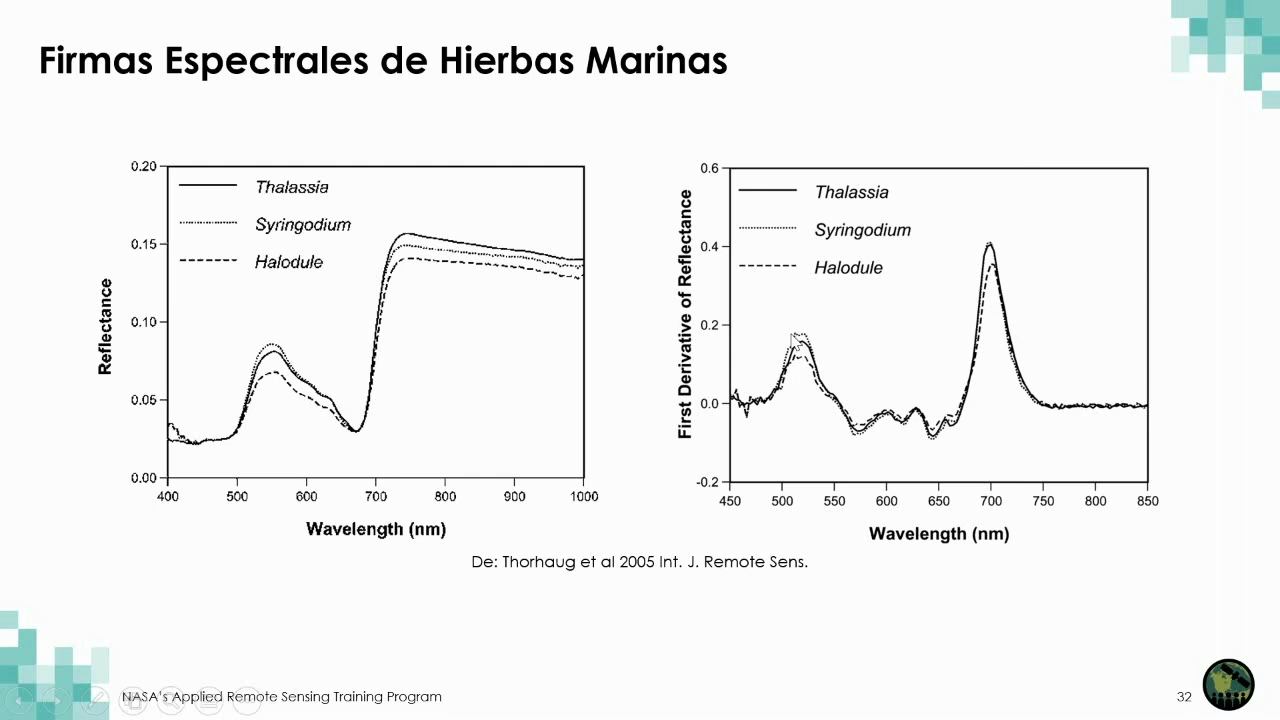 Firmas Espectrales de Hierbas Marinas
0.20
0.15
0.10
0.05
0.00
Reflectance
Thalassia
Syringodium
Halodule
400 500 600 700 800 900 1000
Wavelength (nm)
0.6
0.4
0.2
0.0
-0.2
First Derivative of Reflectance
Thalassia
Syringodium
Halodule
450 500 550 600 650 700 750 800 850
Wavelength (nm)
De: Thorhaug et al 2005 Int. J. Remote Sens.
NASA's Applied Remote Sensing Training Program
32